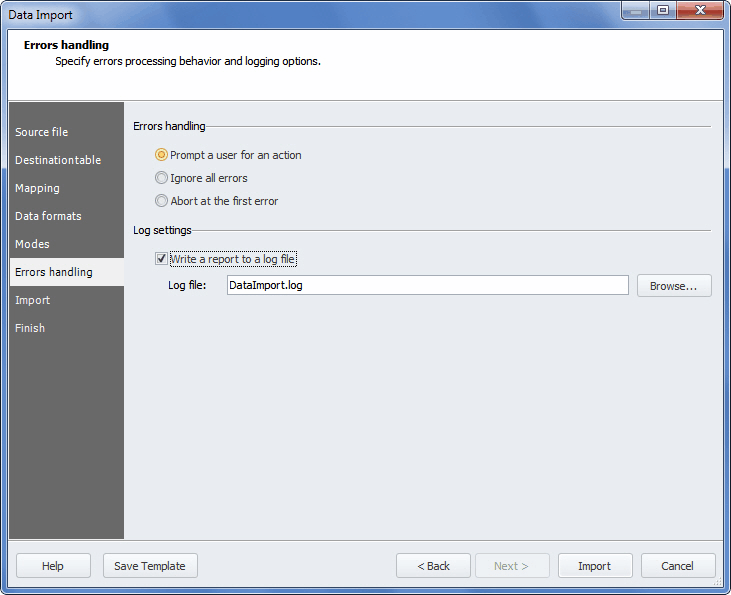 Data Import
Errors handling
Specify errors processing behavior and logging options.
Source file
Destinationtable
Mapping
Data formats
Modes
Errors handling
Import
Finish
Errors handling
Prompt a user for an action
Ignore all errors
Abort at the first error
Log settings
Write a report to a log file
Log file: DataImport.log Browse...
Help Save Template < Back Next > Import Cancel